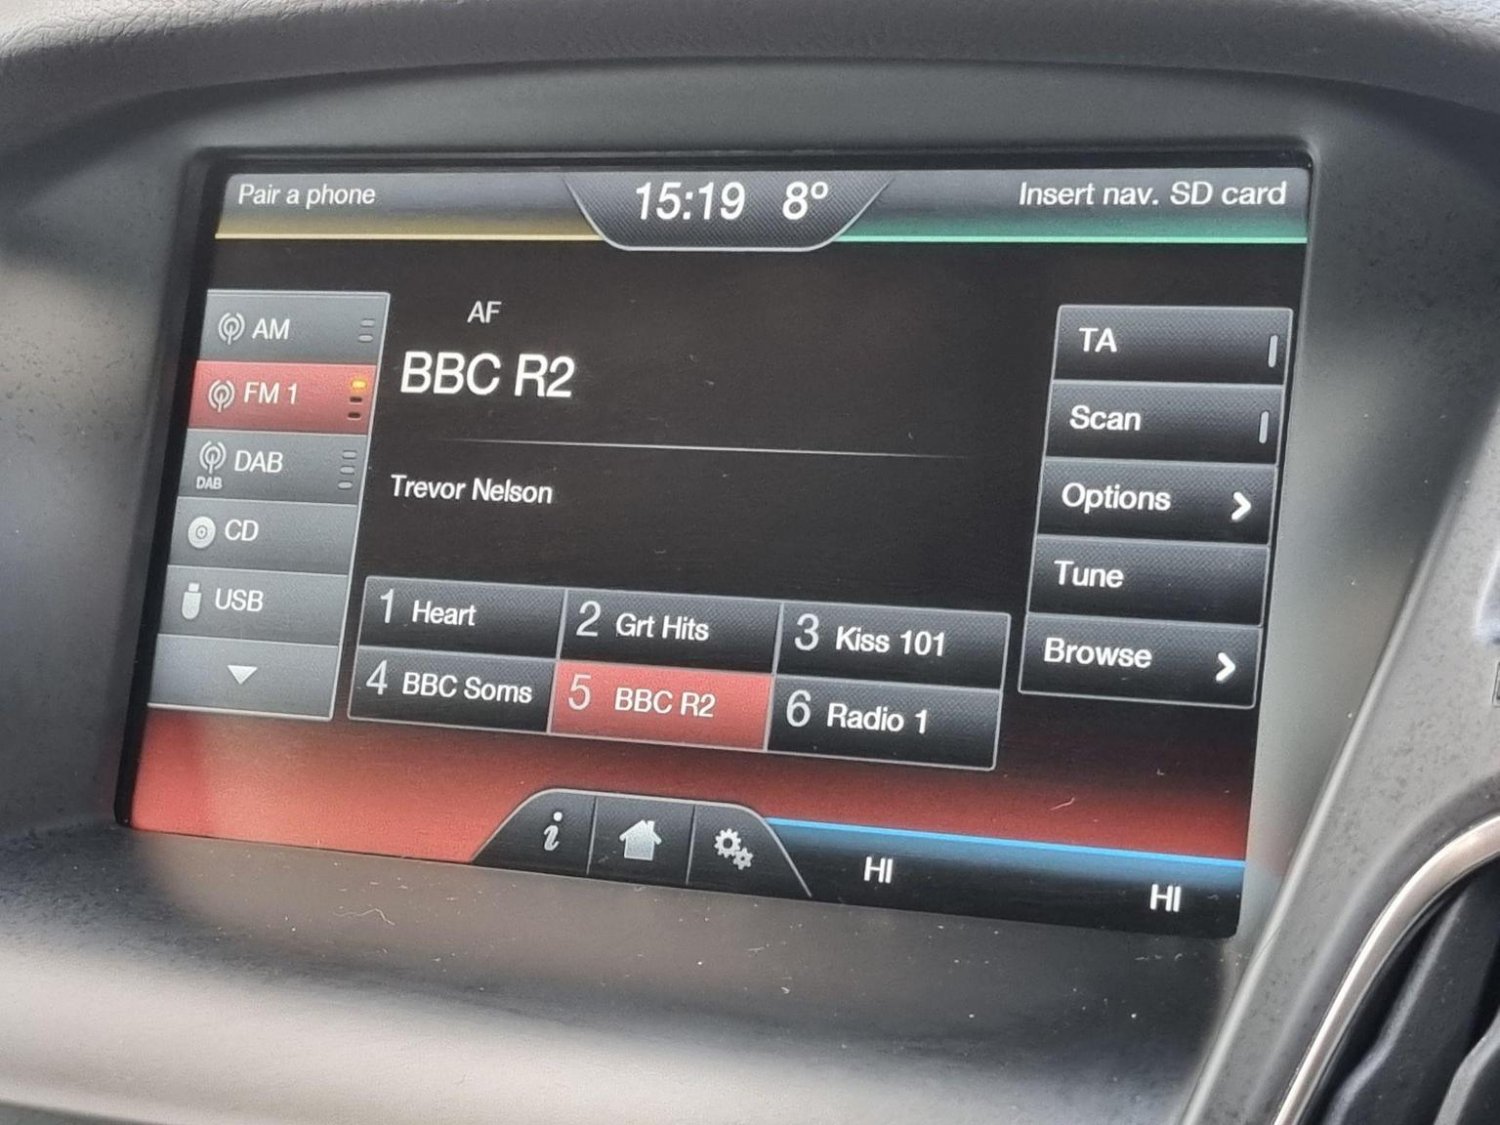 Pair a phone
15:19 8º
Insert nav. SD card
AM
FM 1
DAB
DAB
CD
USB
AF
BBC R2
Trevor Nelson
1 Heart
2 Grt Hits
3 Kiss 101
4 BBC Soms
5 BBC R2
6 Radio 1
TA
Scan
Options
Tune
Browse
i
HI
HI